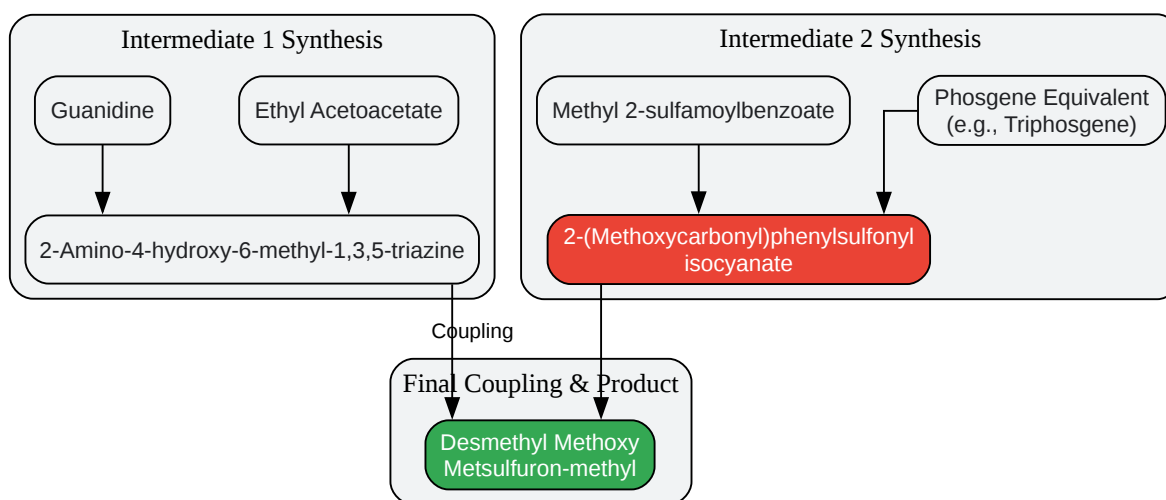 Intermediate 1 Synthesis
Intermediate 2 Synthesis
Guanidine
Ethyl Acetoacetate
Methyl 2-sulfamoylbenzoate
Phosgene Equivalent
(e.g., Triphosgene)
2-Amino-4-hydroxy-6-methyl-1,3,5-triazine
2-(Methoxycarbonyl)phenylsulfonyl
isocyanate
Coupling
Final Coupling & Product
Desmethyl Methoxy
Metsulfuron-methyl